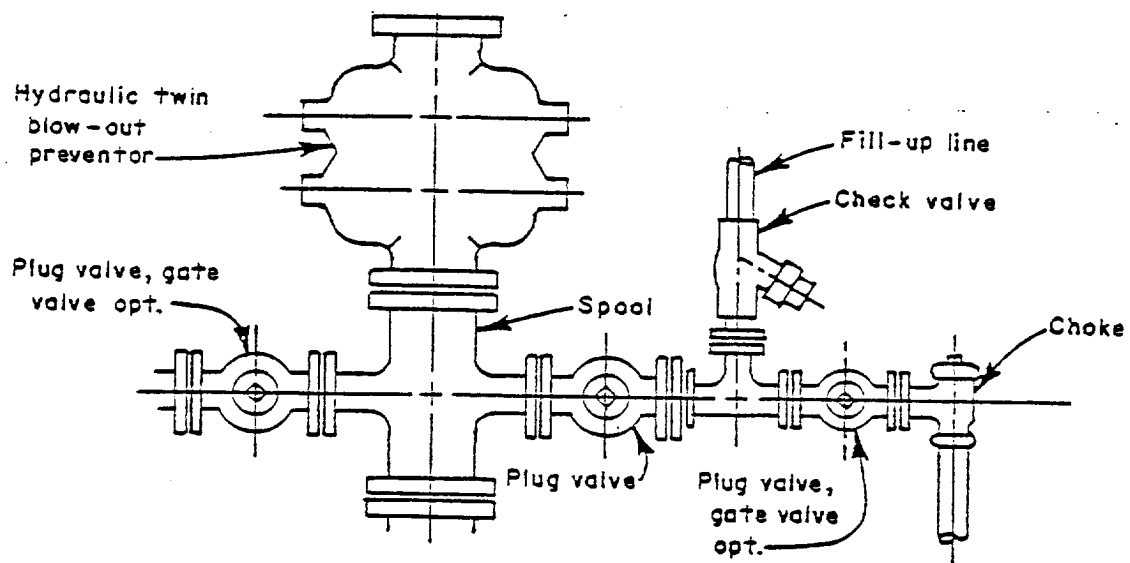 Hydraulic twin
blow-out
preventor
Fill-up line
Check valve
Plug valve, gate
valve opt.
Spool
Choke
Plug valve
Plug valve,
gate valve
opt.